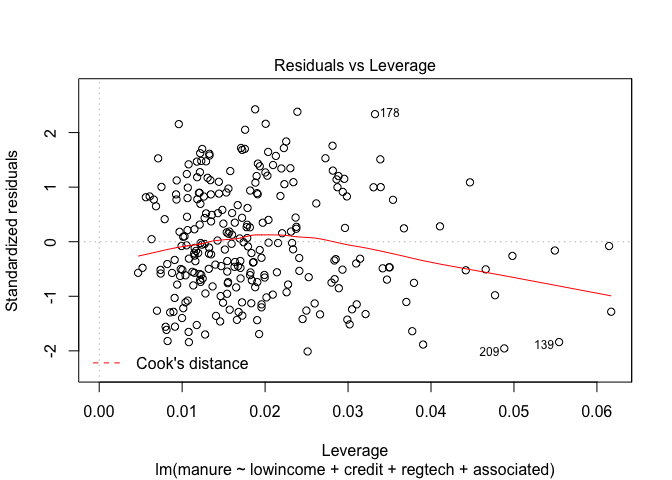 Residuals vs Leverage
Standardized residuals
2
1
0
-1
-2
178
209
139
Cook's distance
0.00 0.01 0.02 0.03 0.04 0.05 0.06
Leverage
lm(manure ~ lowincome + credit + regtech + associated)